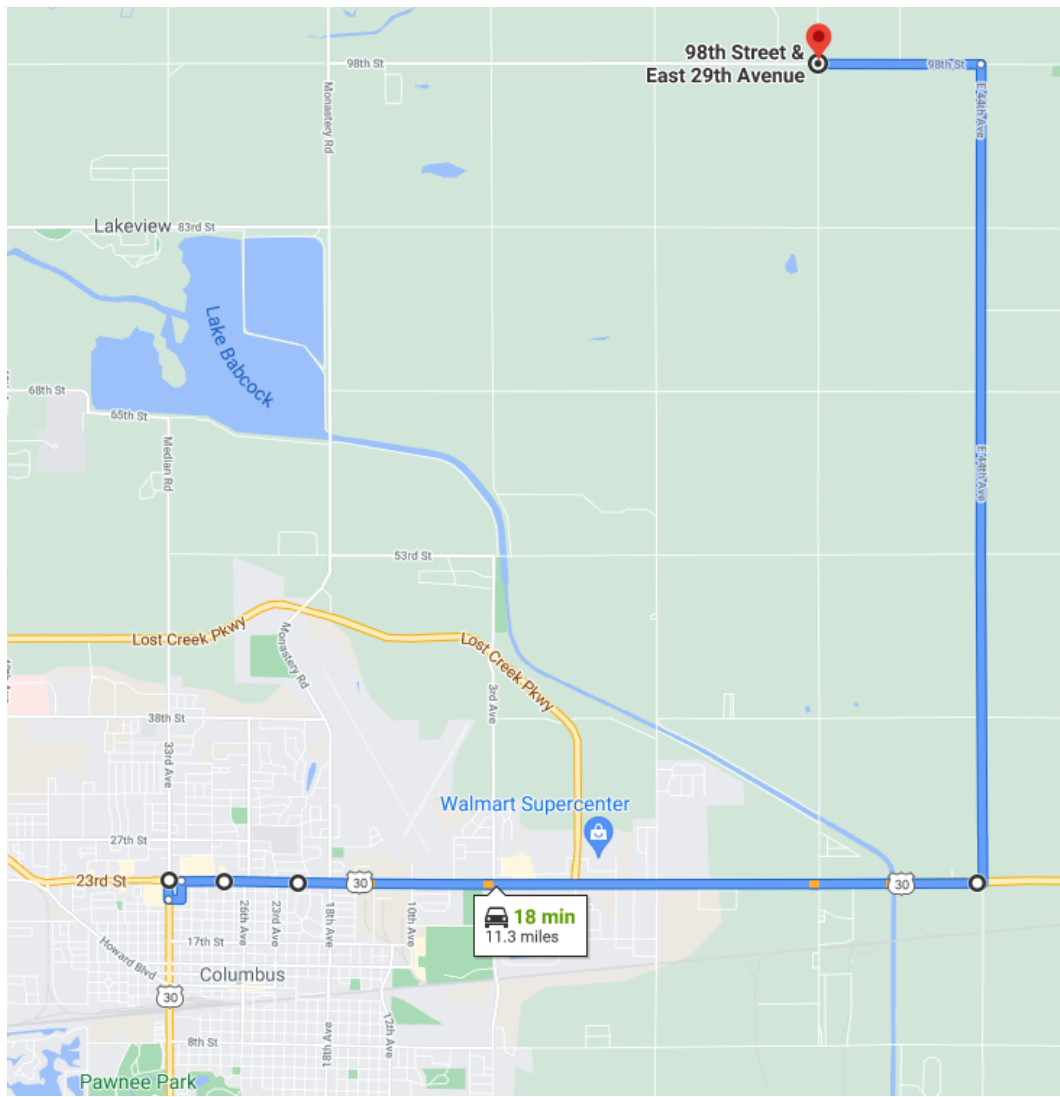 98th Street &
East 29th Avenue
98th St
98th St
Monastery Rd
E 44th Ave
Lakeview
83rd St
Lake Babcock
68th St
65th St
Median Rd
E 44th Ave
53rd St
Lost Creek Pkwy
Lost Creek Pkwy
Monastery Rd
3rd Ave
38th St
33rd Ave
Walmart Supercenter
27th St
23rd St
30
30
18 min
11.3 miles
26th Ave
23rd Ave
18th Ave
10th Ave
17th St
Howard Blvd
Columbus
30
12th Ave
18th Ave
8th St
Pawnee Park